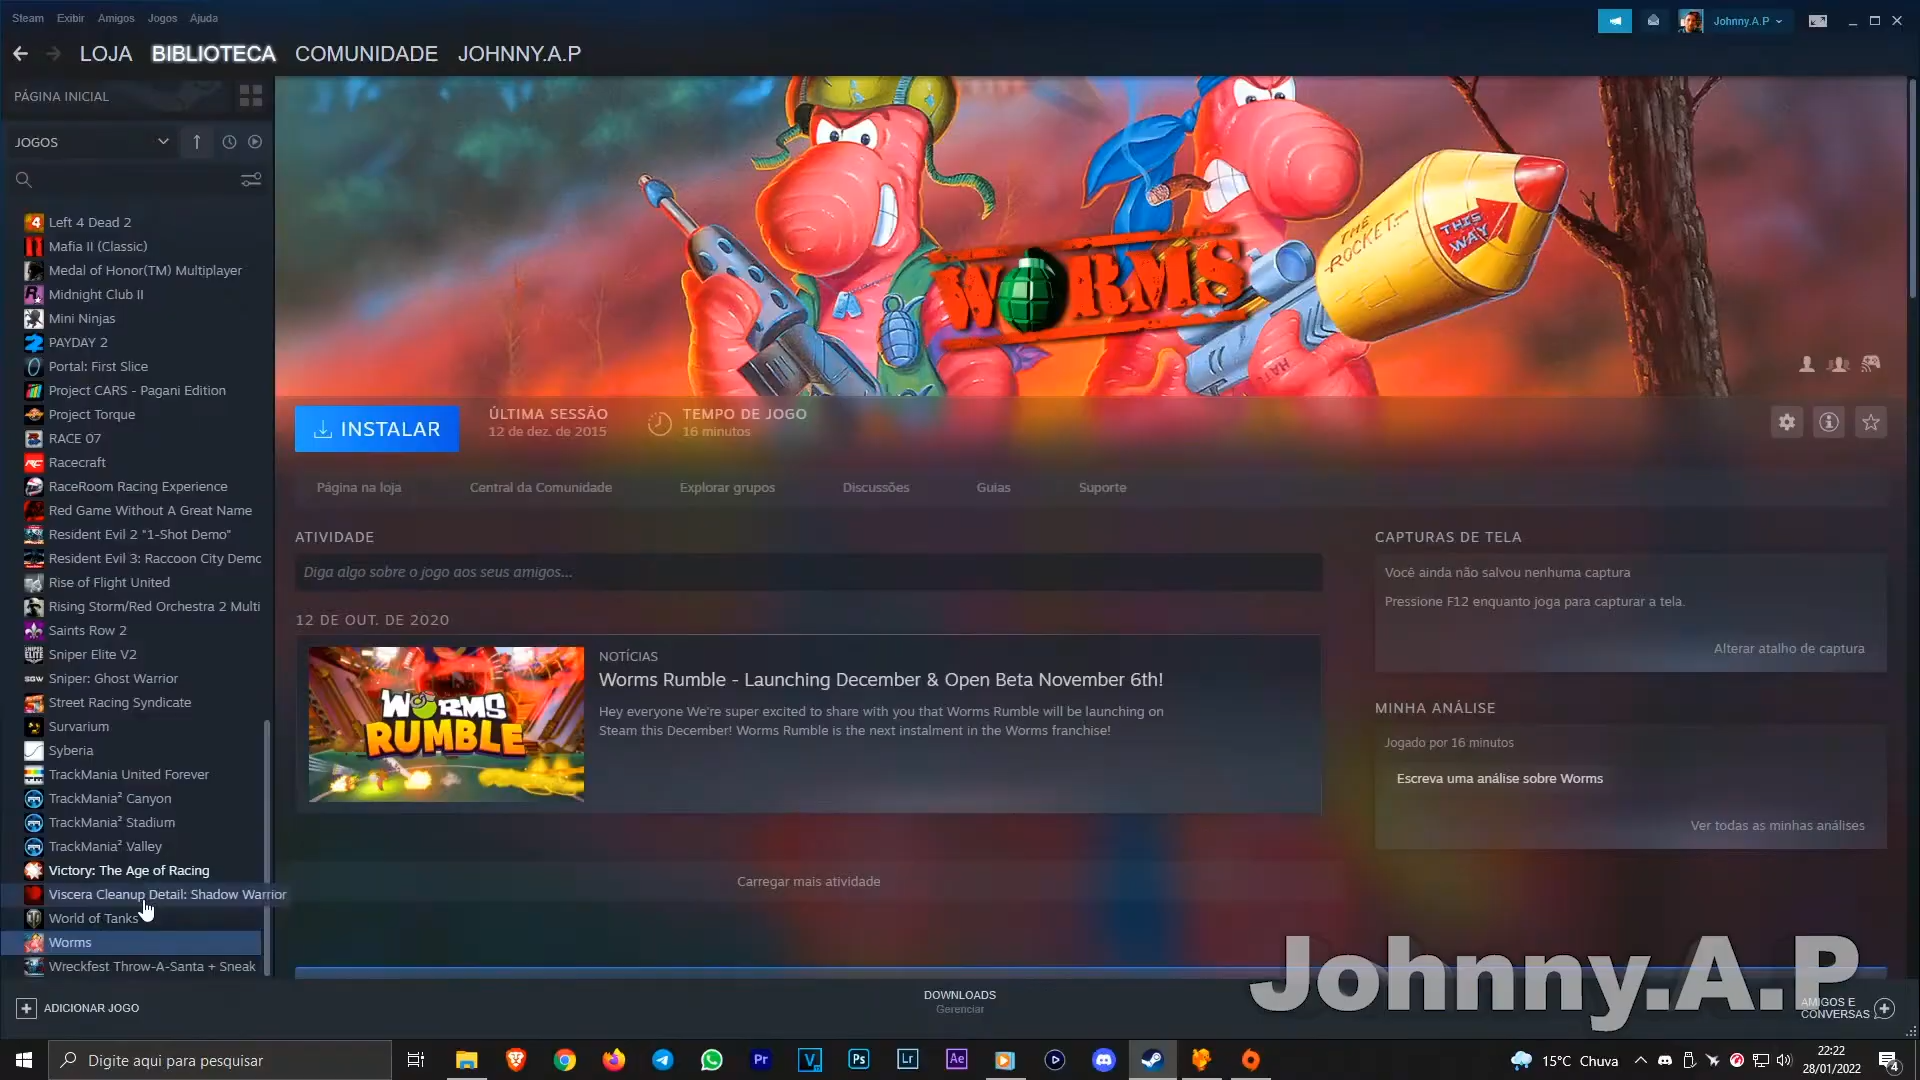 Steam Exibir Amigos Jogos Ajuda
Johnny.A.P
LOJA BIBLIOTECA COMUNIDADE JOHNNY.A.P
PÁGINA INICIAL
JOGOS
Left 4 Dead 2
Mafia II (Classic)
Medal of Honor(TM) Multiplayer
Midnight Club II
Mini Ninjas
PAYDAY 2
Portal: First Slice
Project CARS - Pagani Edition
Project Torque
RACE 07
Racecraft
RaceRoom Racing Experience
Red Game Without A Great Name
Resident Evil 2 "1-Shot Demo"
Resident Evil 3: Raccoon City Demo
Rise of Flight United
Rising Storm/Red Orchestra 2 Multi
Saints Row 2
Sniper Elite V2
Sniper: Ghost Warrior
Street Racing Syndicate
Survarium
Syberia
TrackMania United Forever
TrackMania² Canyon
TrackMania² Stadium
TrackMania² Valley
Victory: The Age of Racing
Viscera Cleanup Detail: Shadow Warrior
World of Tanks
Worms
Wreckfest Throw-A-Santa + Sneak
ADICIONAR JOGO
WORMS
THE ROCKET
THIS WAY
INSTALAR
ÚLTIMA SESSÃO
12 de dez. de 2015
TEMPO DE JOGO
16 minutos
Página na loja Central da Comunidade Explorar grupos Discussões Guias Suporte
ATIVIDADE
Diga algo sobre o jogo aos seus amigos...
12 DE OUT. DE 2020
WORMS
RUMBLE
NOTÍCIAS
Worms Rumble - Launching December & Open Beta November 6th!
Hey everyone We're super excited to share with you that Worms Rumble will be launching on
Steam this December! Worms Rumble is the next instalment in the Worms franchise!
Carregar mais atividade
CAPTURAS DE TELA
Você ainda não salvou nenhuma captura
Pressione F12 enquanto joga para capturar a tela.
Alterar atalho de captura
MINHA ANÁLISE
Jogado por 16 minutos
Escreva uma análise sobre Worms
Ver todas as minhas análises
DOWNLOADS
Gerenciar
Johnny.A.P
AMIGOS E
CONVERSAS
Digite aqui para pesquisar
15°C Chuva
22:22
28/01/2022
4